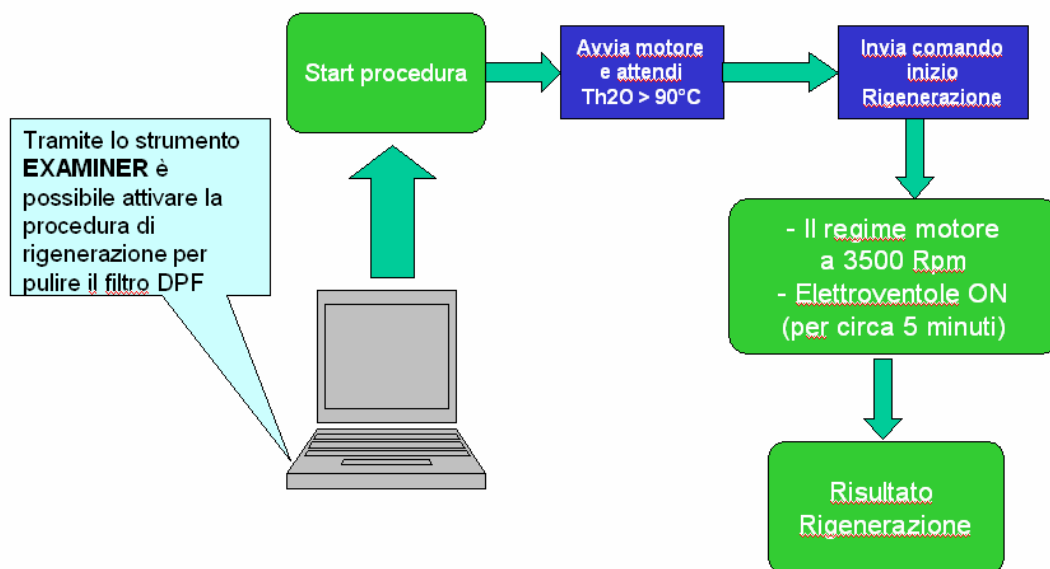 Start procedura
Avvia motore
e attendi
Th2O > 90°C
Invia comando
inizio
Rigenerazione
Tramite lo strumento
EXAMINER è
possibile attivare la
procedura di
rigenerazione per
pulire il filtro DPF
- Il regime motore
a 3500 Rpm
- Elettroventole ON
(per circa 5 minuti)
Risultato
Rigenerazione